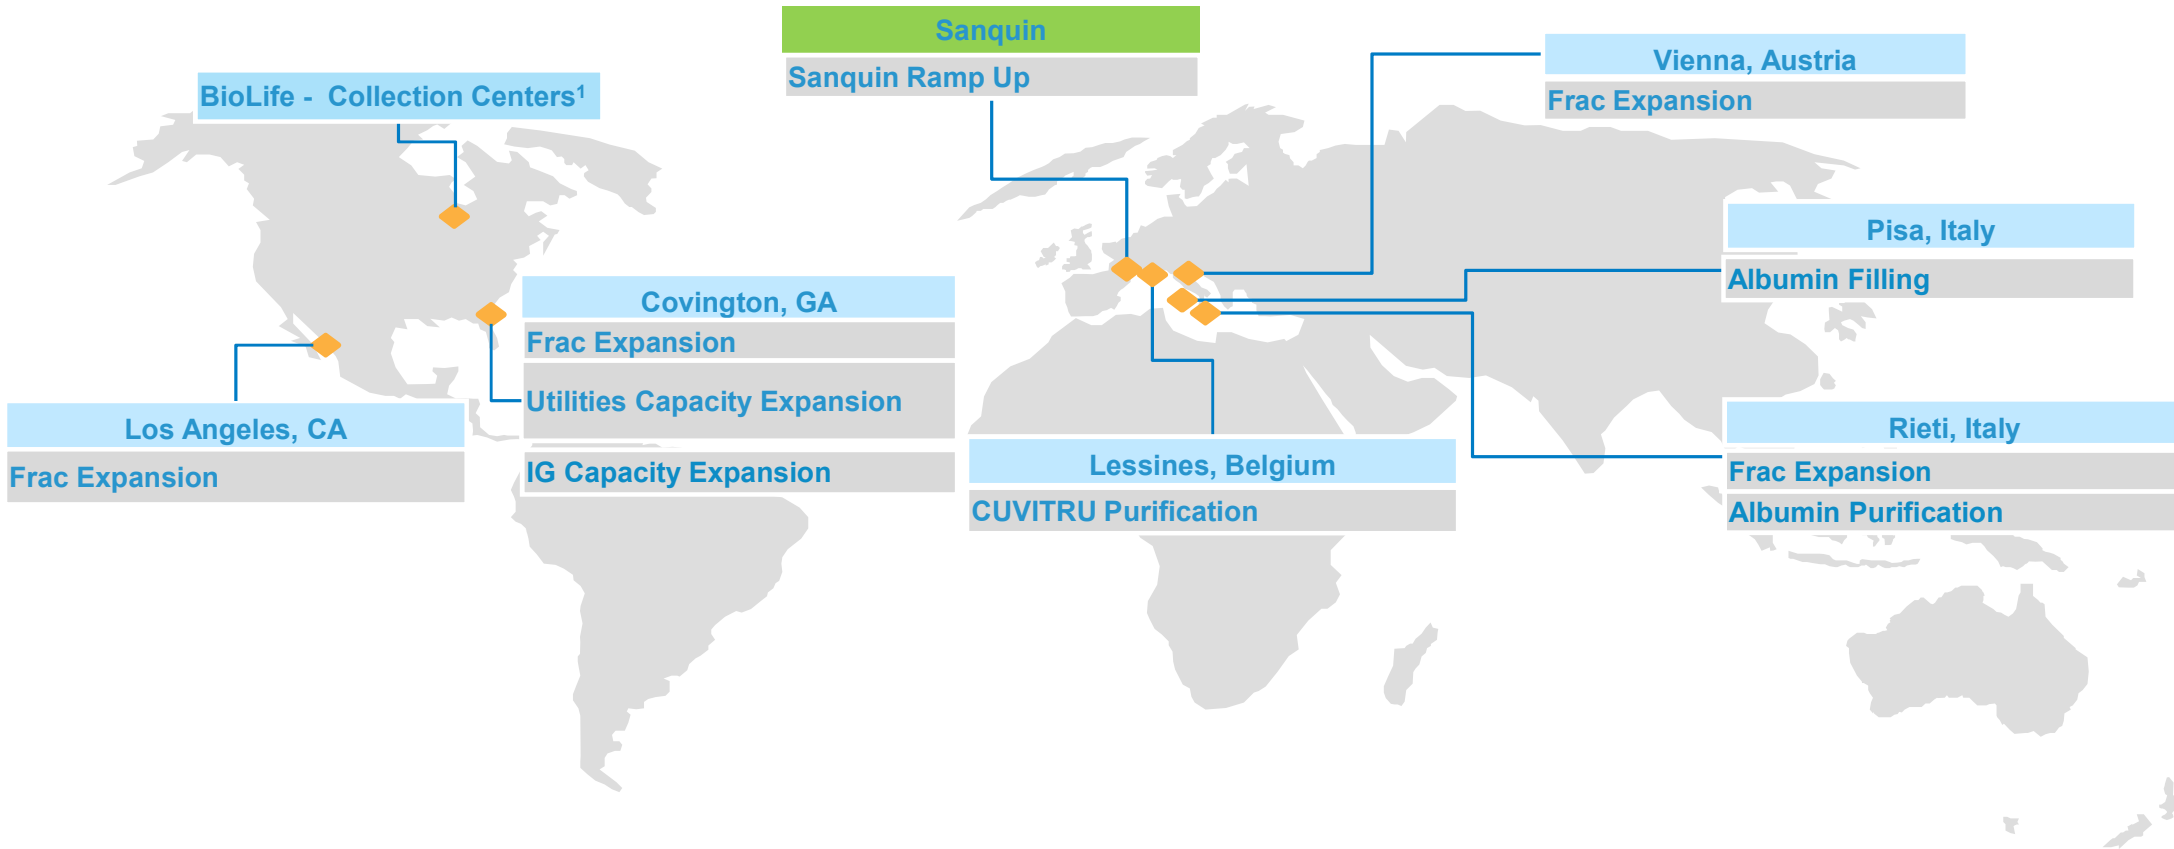 Sanquin
Sanquin Ramp Up
Vienna, Austria
Frac Expansion
BioLife -  Collection Centers¹
Pisa, Italy
Albumin Filling
Covington, GA
Frac Expansion
Utilities Capacity Expansion
IG Capacity Expansion
Los Angeles, CA
Frac Expansion
Lessines, Belgium
CUVITRU Purification
Rieti, Italy
Frac Expansion
Albumin Purification